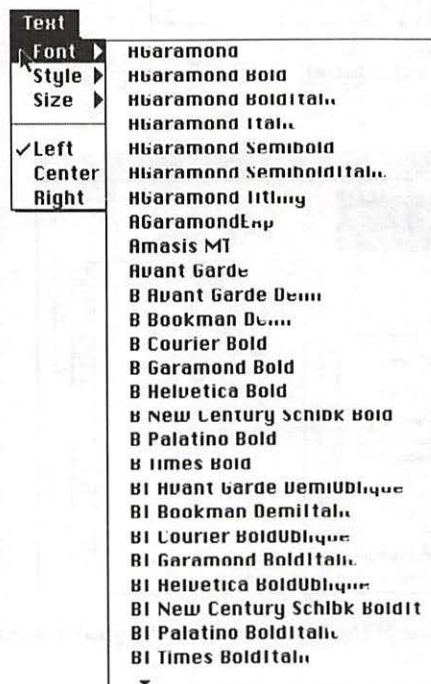 Text
Font
Style
Size
Left
Center
Right
AGaramond
AGaramond Bold
AGaramond BoldItalic
AGaramond Italic
AGaramond Semibold
AGaramond SemiboldItalic
AGaramond Titling
AGaramondExp
Amasis MT
Avant Garde
B Avant Garde Demi
B Bookman Demi
B Courier Bold
B Garamond Bold
B Helvetica Bold
B New Century Schlbk Bold
B Palatino Bold
B Times Bold
BI Avant Garde DemiOblique
BI Bookman DemiItalic
BI Courier BoldOblique
BI Garamond BoldItalic
BI Helvetica BoldOblique
BI New Century Schlbk BoldIt
BI Palatino BoldItalic
BI Times BoldItalic